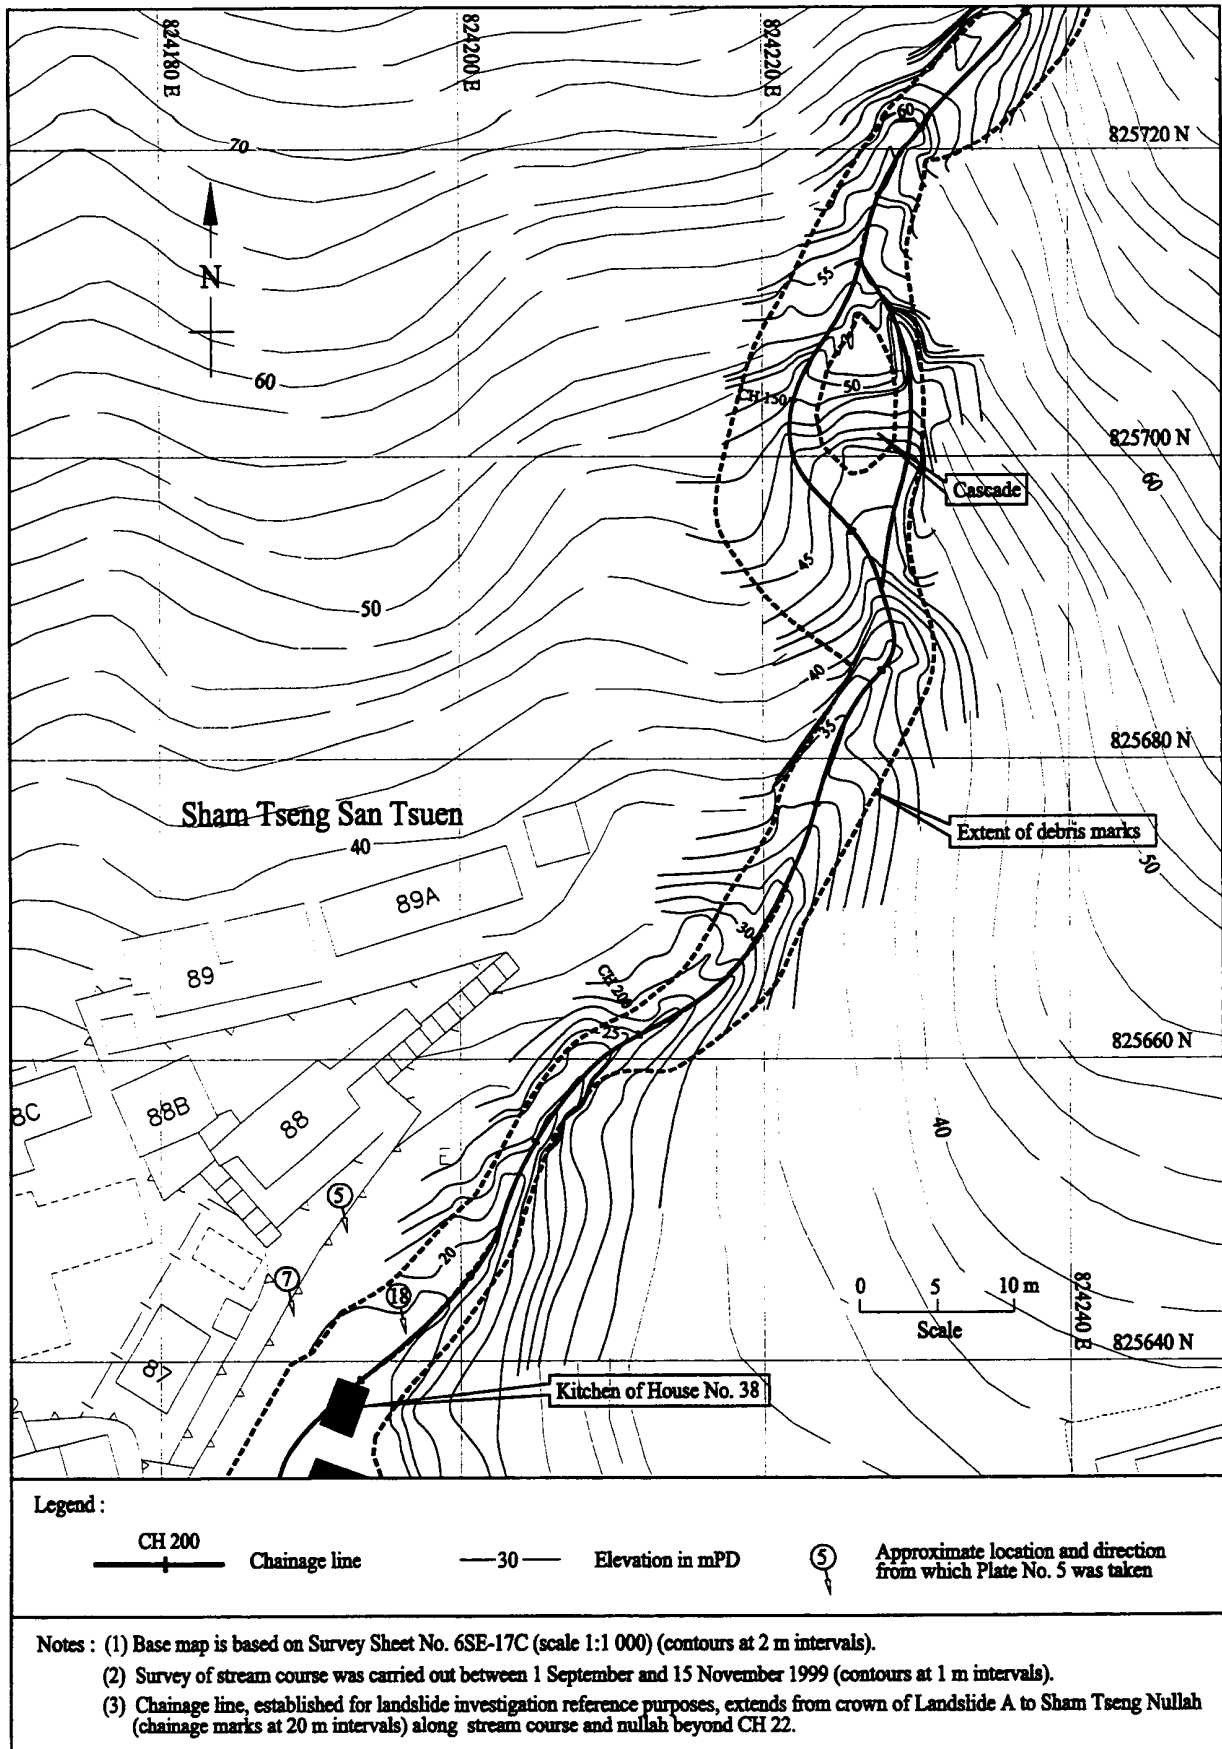 824180 E
824200 E
824220 E
60
825720 N
70
N
55
60
50
CH 150
825700 N
Cascade
60
45
50
40
35
825680 N
Sham Tseng San Tsuen
Extent of debris marks
40
50
89A
30
89
CH 200
25
825660 N
8C
88B
88
40
E
5
20
7
18
0 5 10 m
Scale
824240 E
825640 N
87
Kitchen of House No. 38
Legend :
CH 200
Chainage line
30
Elevation in mPD
5
Approximate location and direction
from which Plate No. 5 was taken
Notes : (1) Base map is based on Survey Sheet No. 6SE-17C (scale 1:1 000) (contours at 2 m intervals).
(2) Survey of stream course was carried out between 1 September and 15 November 1999 (contours at 1 m intervals).
(3) Chainage line, established for landslide investigation reference purposes, extends from crown of Landslide A to Sham Tseng Nullah
(chainage marks at 20 m intervals) along stream course and nullah beyond CH 22.